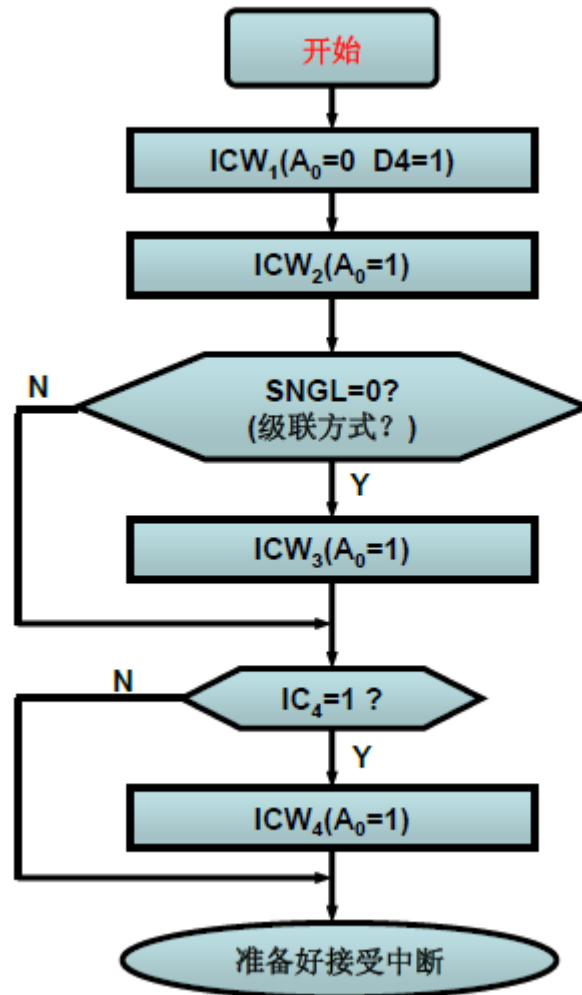 开始
ICW₁(A₀=0 D4=1)
ICW₂(A₀=1)
N
SNGL=0?
(级联方式？)
Y
ICW₃(A₀=1)
N
IC₄=1 ?
Y
ICW₄(A₀=1)
准备好接受中断